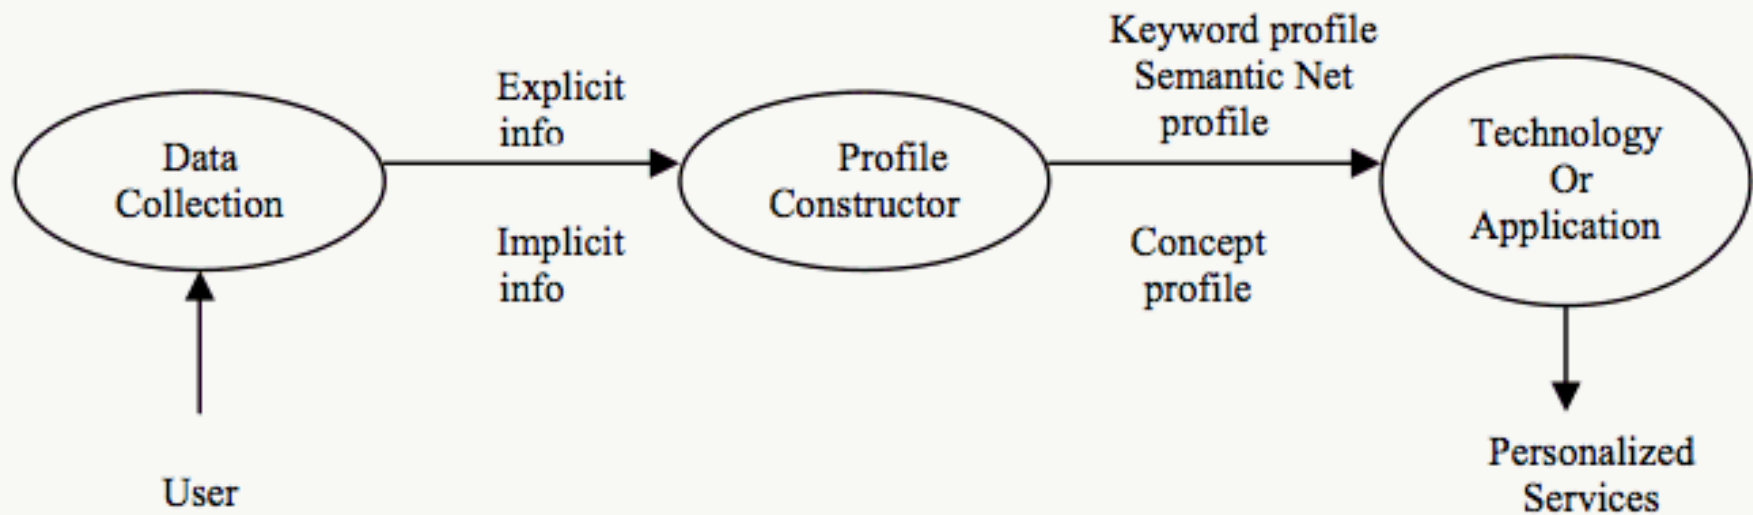 Data
Collection
User
Explicit
info
Implicit
info
Profile
Constructor
Keyword profile
Semantic Net
profile
Concept
profile
Technology
Or
Application
Personalized
Services